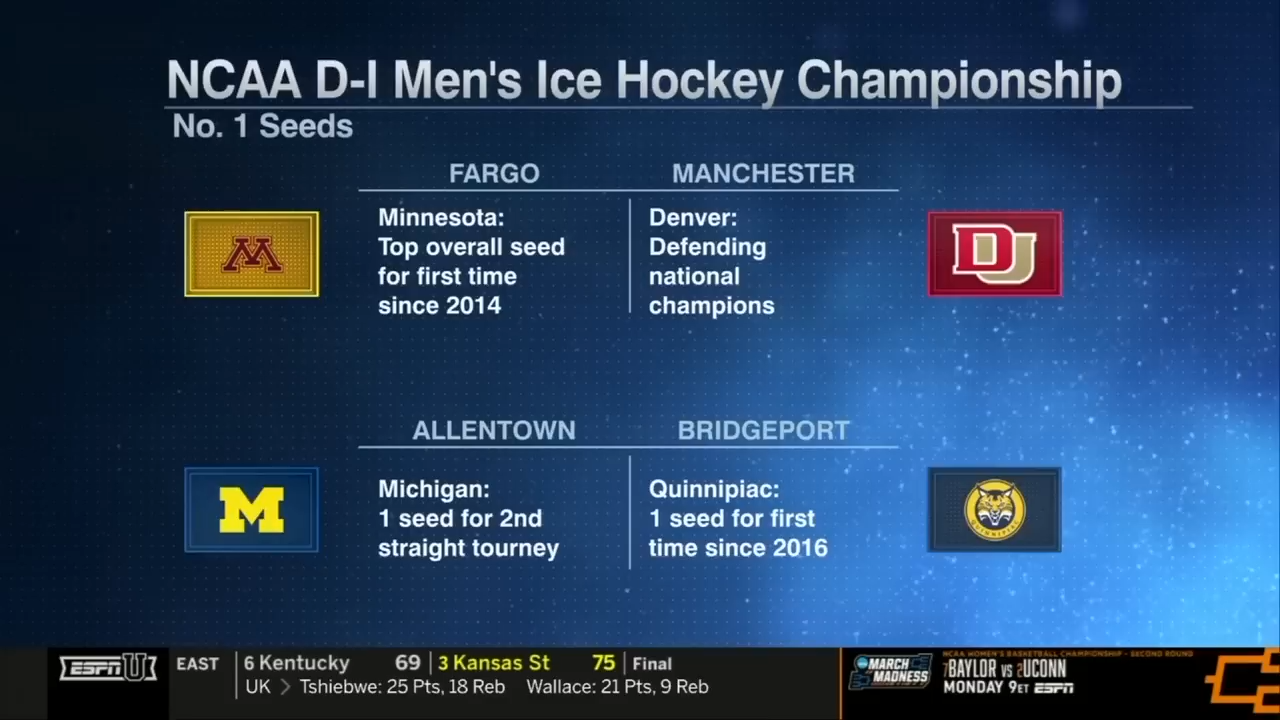 NCAA D-I Men's Ice Hockey Championship
No. 1 Seeds
FARGO
Minnesota:
Top overall seed
for first time
since 2014
M
MANCHESTER
Denver:
Defending
national
champions
DU
ALLENTOWN
Michigan:
1 seed for 2nd
straight tourney
M
BRIDGEPORT
Quinnipiac:
1 seed for first
time since 2016
QUINNIPIAC
ESPNU
EAST
6 Kentucky 69
3 Kansas St 75
Final
UK > Tshiebwe: 25 Pts, 18 Reb Wallace: 21 Pts, 9 Reb
NCAA MARCH MADNESS
NCAA WOMEN'S BASKETBALL CHAMPIONSHIP - SECOND ROUND
7 BAYLOR VS 2 UCONN
MONDAY 9ET ESPN